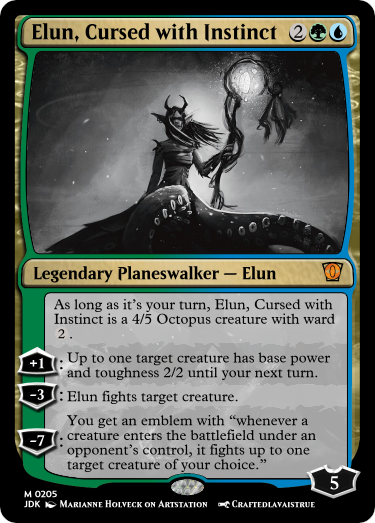 Elun, Cursed with Instinct 2
Legendary Planeswalker — Elun
As long as it's your turn, Elun, Cursed with
Instinct is a 4/5 Octopus creature with ward
2 .
+1: Up to one target creature has base power
and toughness 2/2 until your next turn.
-3: Elun fights target creature.
You get an emblem with “whenever a
creature enters the battlefield under an
-7: opponent's control, it fights up to one
target creature of your choice.”
5
M 0205
JDK Marianne Holveck on Artstation Craftedlavaistrue